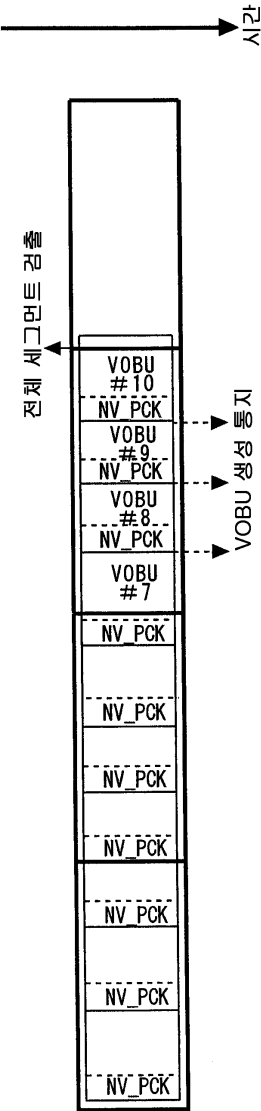 시간
전체 세그먼트 검출
VOBU
#10
NV_PCK
VOBU
#9
NV_PCK
VOBU
#8
NV_PCK
VOBU
#7
VOBU 생성 통지
NV_PCK
NV_PCK
NV_PCK
NV_PCK
NV_PCK
NV_PCK
NV_PCK